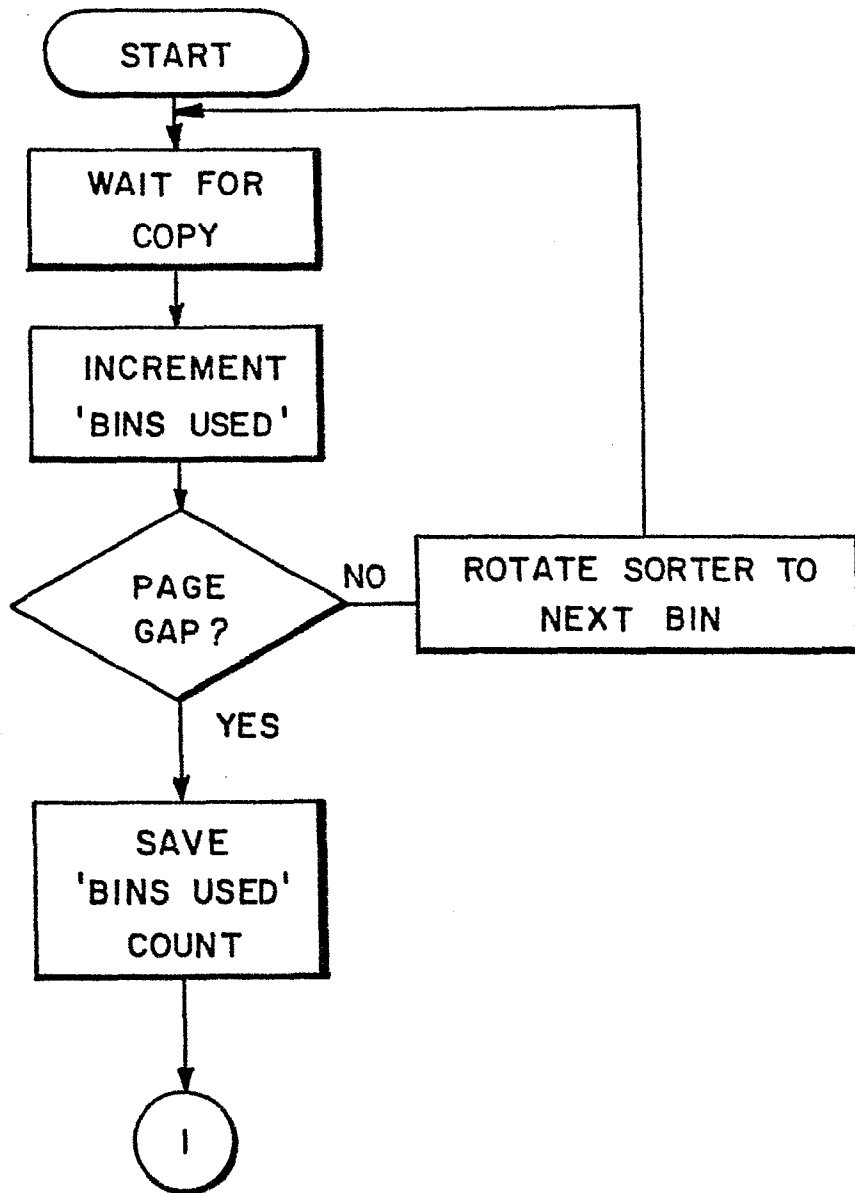 START
WAIT FOR
COPY
INCREMENT
'BINS USED'
PAGE
GAP?
NO
ROTATE SORTER TO
NEXT BIN
YES
SAVE
'BINS USED'
COUNT
1